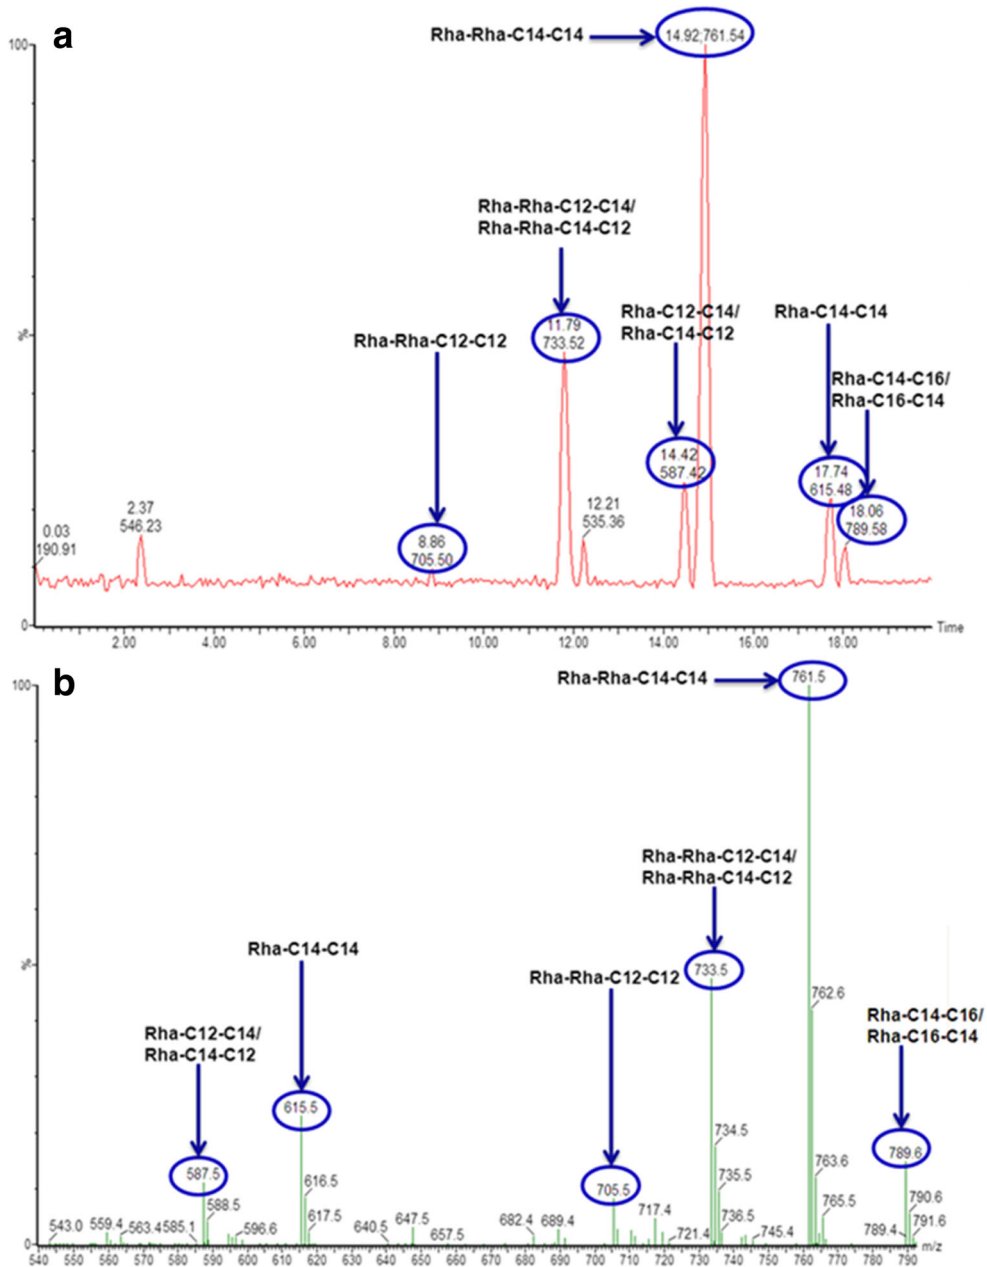 a
Rha-Rha-C14-C14
14.92;761.54
100
Rha-Rha-C12-C14/
Rha-Rha-C14-C12
Rha-C12-C14/
Rha-C14-C12
Rha-C14-C14
11.79
733.52
%
Rha-Rha-C12-C12
Rha-C14-C16/
Rha-C16-C14
14.42
587.42
17.74
615.48
2.37
546.23
12.21
535.36
18.06
789.58
0.03
190.91
8.86
705.50
0
2.00
4.00
6.00
8.00
10.00
12.00
14.00
16.00
18.00
Time
b
Rha-Rha-C14-C14
761.5
100
Rha-Rha-C12-C14/
Rha-Rha-C14-C12
Rha-C14-C14
%
733.5
Rha-Rha-C12-C12
762.6
Rha-C14-C16/
Rha-C16-C14
Rha-C12-C14/
Rha-C14-C12
615.5
734.5
789.6
763.6
587.5
616.5
705.5
735.5
790.6
588.5
617.5
717.4
736.5
765.5
543.0
559.4
563.4
585.1
596.6
640.5
647.5
657.5
682.4
689.4
721.4
745.4
789.4
791.6
0
m/z
540 550 560 570 580 590 600 610 620 630 640 650 660 670 680 690 700 710 720 730 740 750 760 770 780 790